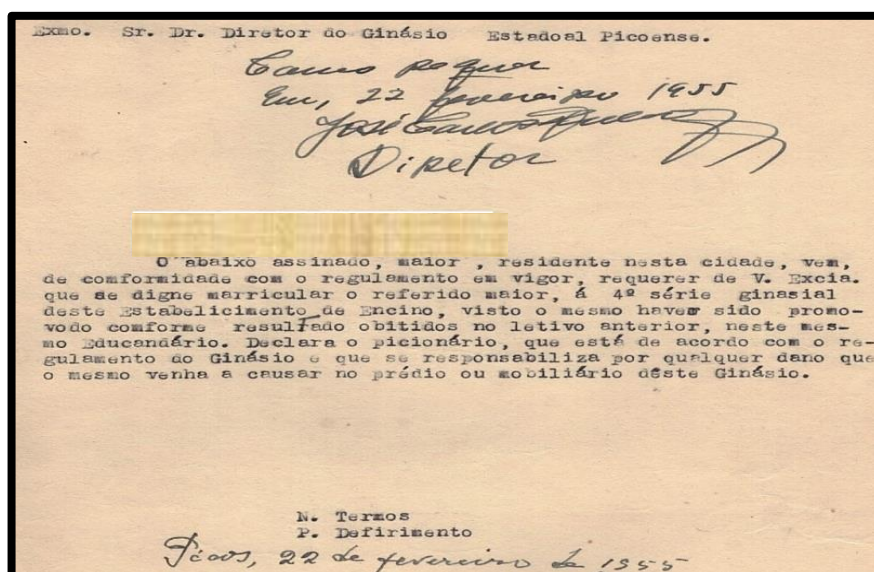 Exmo. Sr. Dr. Diretor do Ginásio Estadoal Picoense.
Como requer
Em, 22 fevereiro 1955
José
Diretor
O abaixo assinado, maior , residente nesta cidade, vem,
de comformidade com o regulamento em vigor, requerer de V. Excia.
que se digne marricular o referido maior, á 4ª série ginasial
deste Estabelicimento de Encino, visto o mesmo haver sido promo-
vodo comforme resultado obitidos no letivo anterior, neste mes-
mo Educandário. Declara o picionário, que está de acordo com o re-
gulamento do Ginásio e que se responsabiliza por qualquer dano que
o mesmo venha a causar no prédio ou mobiliário dêste Ginásio.
N. Termos
P. Defirimento
Picos, 22 de fevereiro de 1955